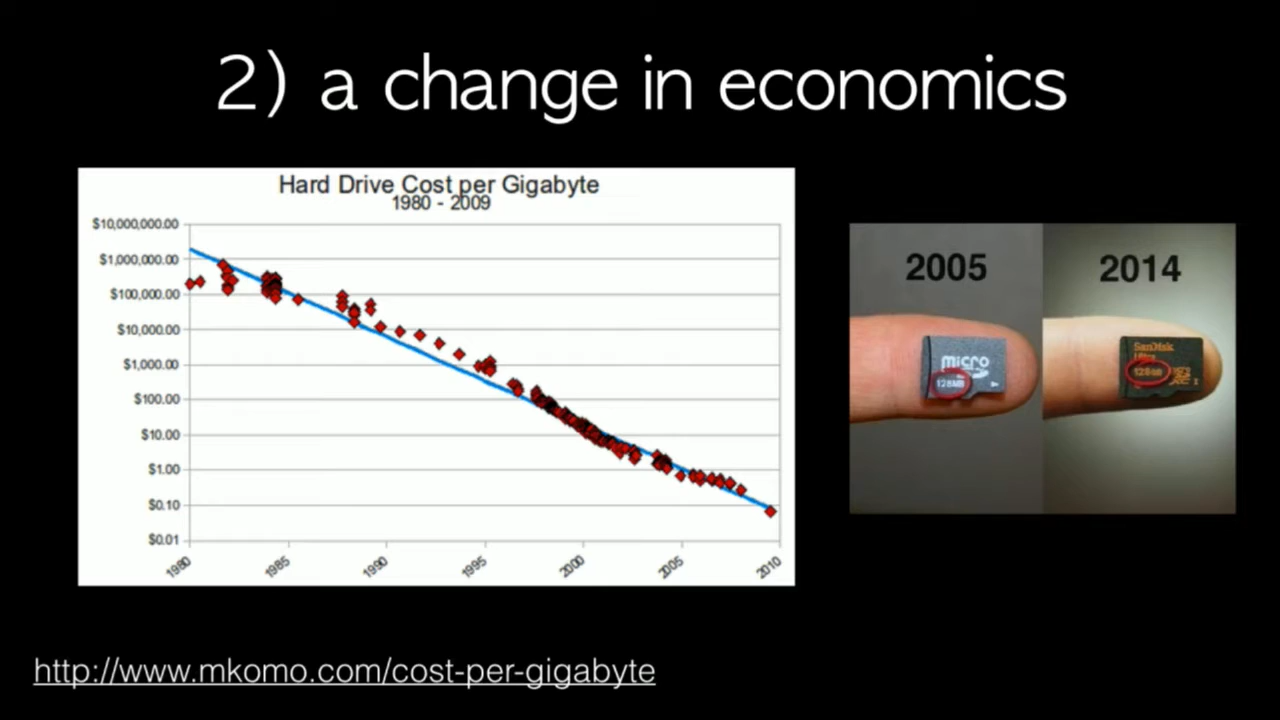 2) a change in economics
Hard Drive Cost per Gigabyte
1980 - 2009
$10,000,000.00
$1,000,000.00
$100,000.00
$10,000.00
$1,000.00
$100.00
$10.00
$1.00
$0.10
$0.01
1980
1985
1990
1995
2000
2005
2010
2005
micro
128MB
2014
SanDisk
Ultra
128GB
http://www.mkomo.com/cost-per-gigabyte